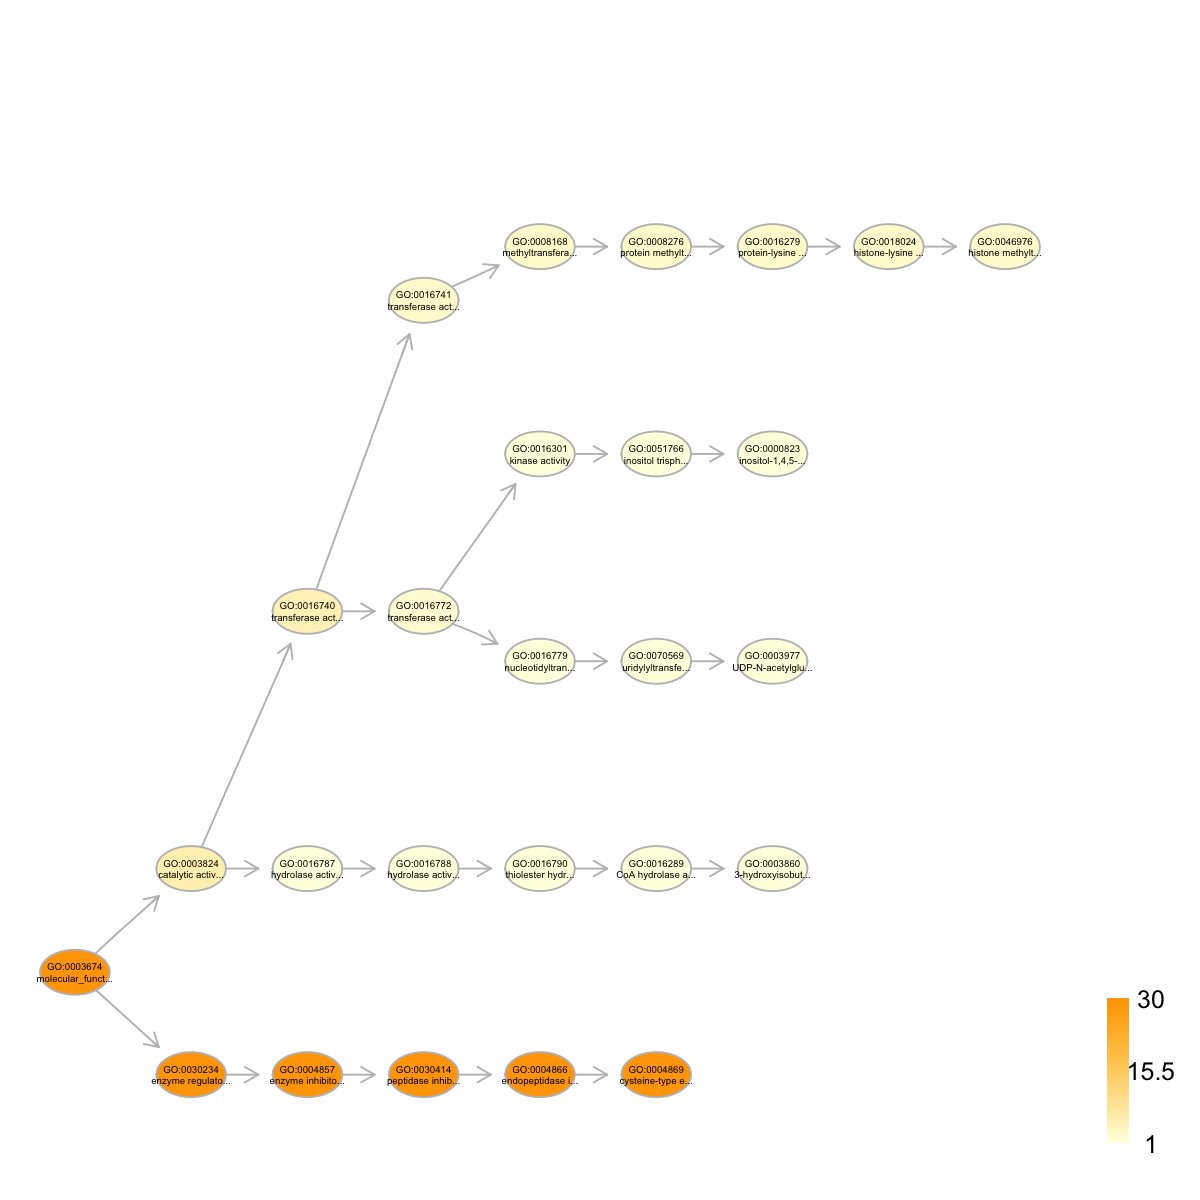 GO:0008168
methyltransfera...
GO:0008276
protein methylt...
GO:0016279
protein-lysine ...
GO:0018024
histone-lysine ...
GO:0046976
histone methylt...
GO:0016741
transferase act...
GO:0016301
kinase activity
GO:0051766
inositol trisph...
GO:0000823
inositol-1,4,5-...
GO:0016740
transferase act...
GO:0016772
transferase act...
GO:0016779
nucleotidyltran...
GO:0070569
uridylyltransfe...
GO:0003977
UDP-N-acetylglu...
GO:0003824
catalytic activ...
GO:0016787
hydrolase activ...
GO:0016788
hydrolase activ...
GO:0016790
thiolester hydr...
GO:0016289
CoA hydrolase a...
GO:0003860
3-hydroxyisobut...
GO:0003674
molecular_funct...
GO:0030234
enzyme regulato...
GO:0004857
enzyme inhibito...
GO:0030414
peptidase inhib...
GO:0004866
endopeptidase i...
GO:0004869
cysteine-type e...
30
15.5
1